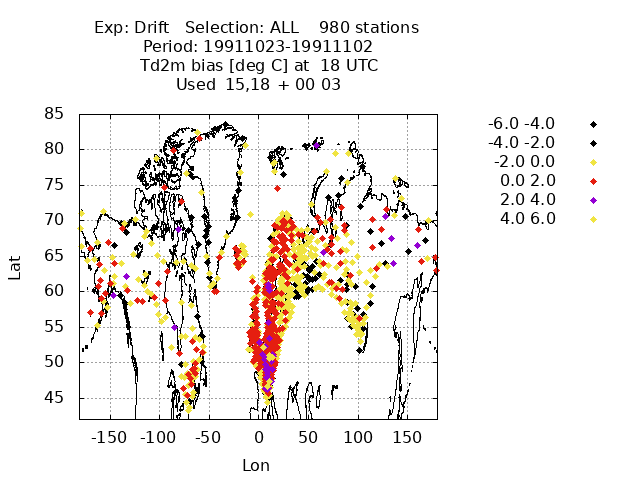 Exp: Drift Selection: ALL 980 stations
Period: 19911023-19911102
Td2m bias [deg C] at 18 UTC
Used 15,18 + 00 03
-6.0 -4.0
-4.0 -2.0
-2.0 0.0
0.0 2.0
2.0 4.0
4.0 6.0
85
80
75
70
65
60
55
50
45
Lat
-150 -100 -50 0 50 100 150
Lon